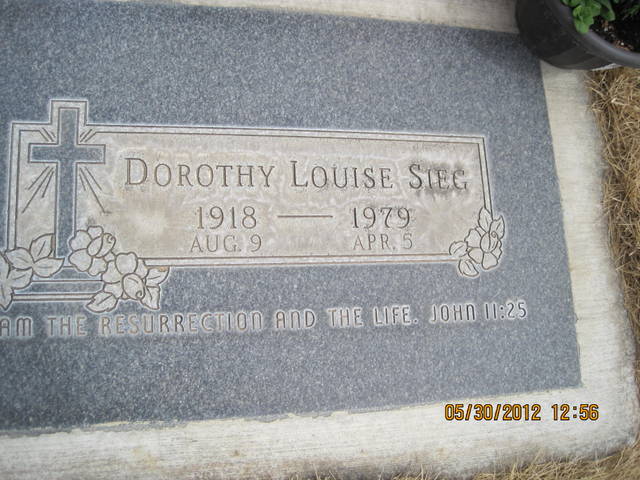 DOROTHY LOUISE SIEG
1918 — 1979
AUG. 9 APR. 5
AM THE RESURRECTION AND THE LIFE. JOHN 11:25
05/30/2012 12:56